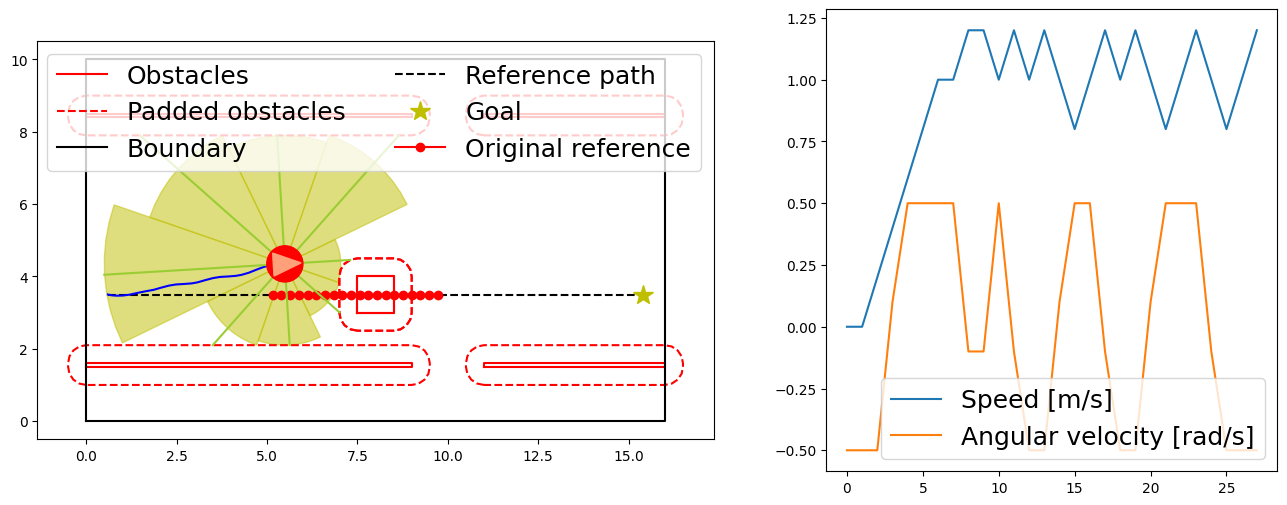 Obstacles
Padded obstacles
Boundary
Reference path
Goal
Original reference
10
8
6
4
2
0
0.0 2.5 5.0 7.5 10.0 12.5 15.0
1.25
1.00
0.75
0.50
0.25
0.00
−0.25
−0.50
Speed [m/s]
Angular velocity [rad/s]
0 5 10 15 20 25